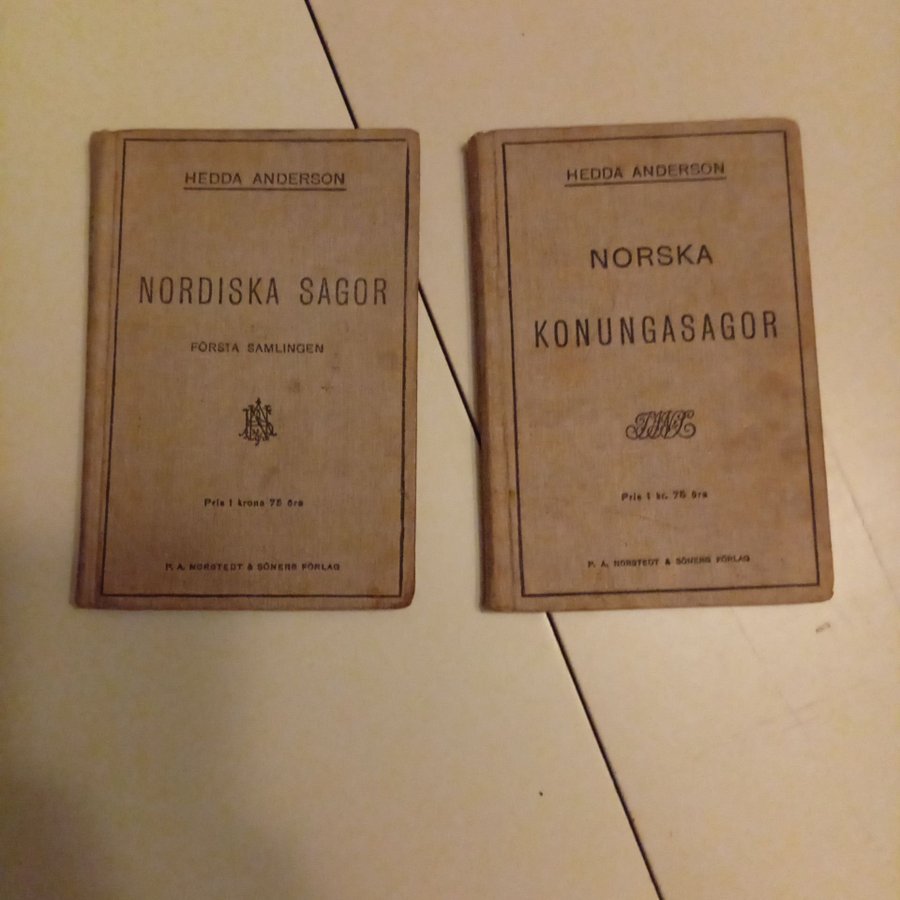 HEDDA ANDERSON
NORDISKA SAGOR
FÖRSTA SAMLINGEN
Pris 1 krona 75 öre
P. A. NORSTEDT & SÖNERS FÖRLAG
HEDDA ANDERSON
NORSKA
KONUNGASAGOR
Pris 1 kr. 75 öre
P. A. NORSTEDT & SÖNERS FÖRLAG